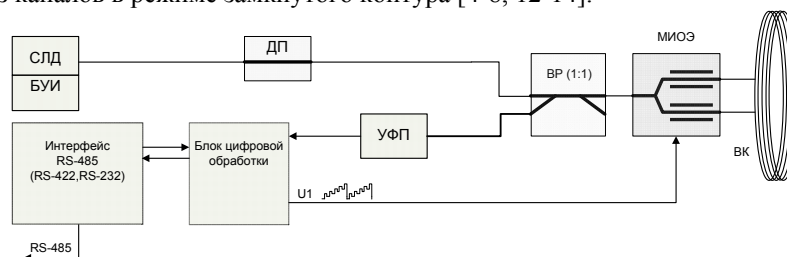 з каналов в режиме замкнутого контура [4-8, 12-14].
СЛД
БУИ
ДП
ВР (1:1)
МИОЭ
ВК
УФП
Интерфейс
RS-485
(RS-422,RS-232)
Блок цифровой
обработки
U1
RS-485